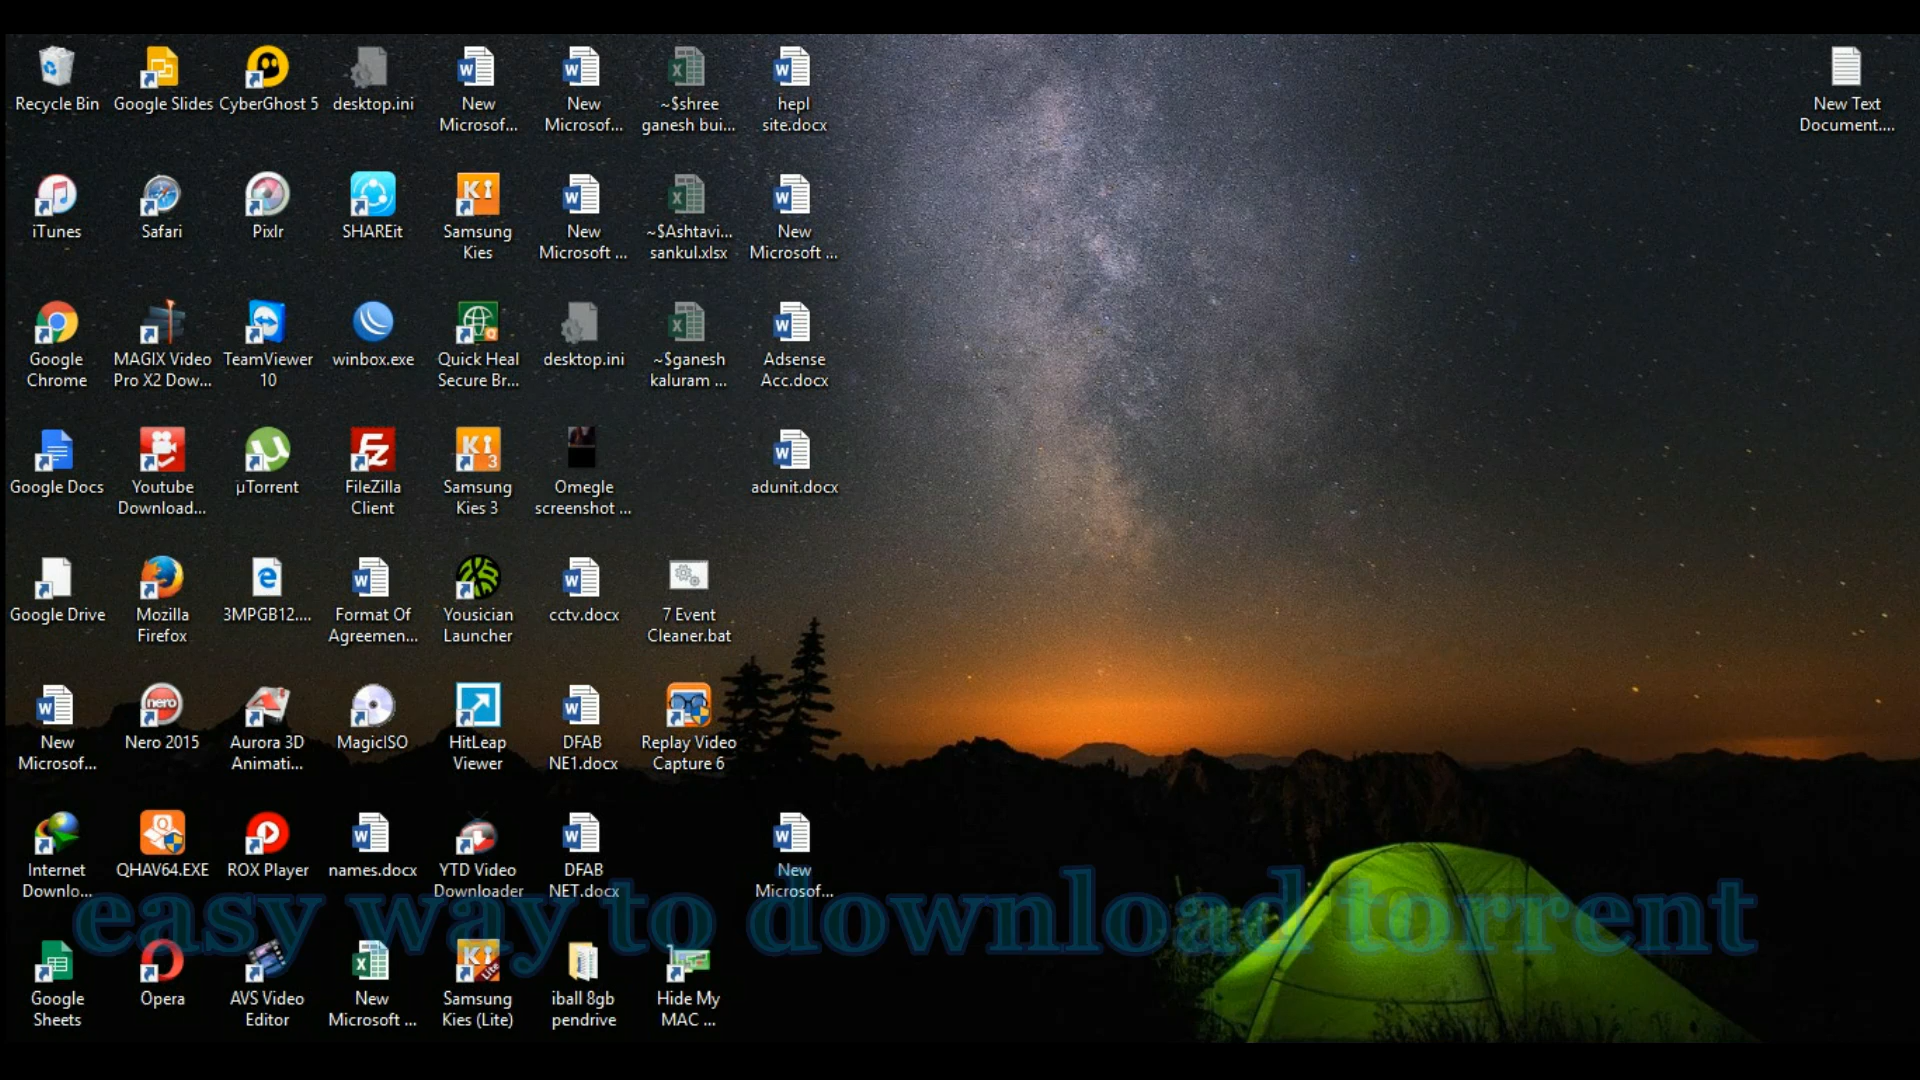 Recycle Bin
Google Slides
CyberGhost 5
desktop.ini
New
Microsof...
New
Microsof...
~$shree
ganesh bui...
hepl
site.docx
New Text
Document....
iTunes
Safari
Pixlr
SHAREit
Samsung
Kies
New
Microsoft ...
~$Ashtavi...
sankul.xlsx
New
Microsoft ...
Google
Chrome
MAGIX Video
Pro X2 Dow...
TeamViewer
10
winbox.exe
Quick Heal
Secure Br...
desktop.ini
~$ganesh
kaluram ...
Adsense
Acc.docx
Google Docs
Youtube
Download...
µTorrent
FileZilla
Client
Samsung
Kies 3
Omegle
screenshot ...
adunit.docx
Google Drive
Mozilla
Firefox
3MPGB12....
Format Of
Agreemen...
Yousician
Launcher
cctv.docx
7 Event
Cleaner.bat
New
Microsof...
Nero 2015
Aurora 3D
Animati...
MagicISO
HitLeap
Viewer
DFAB
NE1.docx
Replay Video
Capture 6
Internet
Downlo...
QHAV64.EXE
ROX Player
names.docx
YTD Video
Downloader
DFAB
NET.docx
New
Microsof...
easy way to download torrent
Google
Sheets
Opera
AVS Video
Editor
New
Microsoft ...
Samsung
Kies (Lite)
iball 8gb
pendrive
Hide My
MAC ...